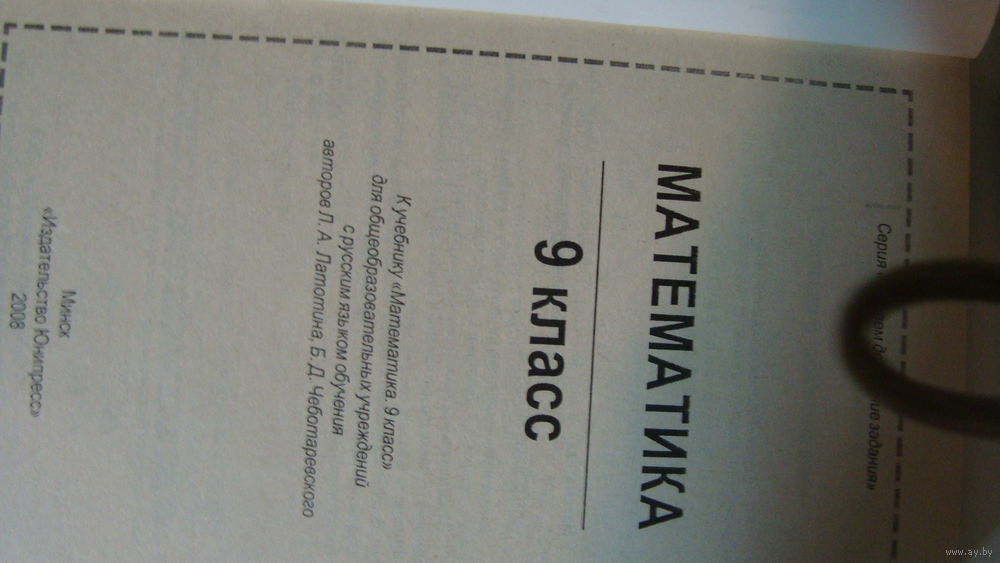 Серия
задания»
МАТЕМАТИКА
9 класс
К учебнику «Математика. 9 класс»
для общеобразовательных учреждений
с русским языком обучения
авторов Л. А. Латотина, Б. Д. Чеботаревского
Минск
«Издательство Юнипресс»
2008
www.ay.by